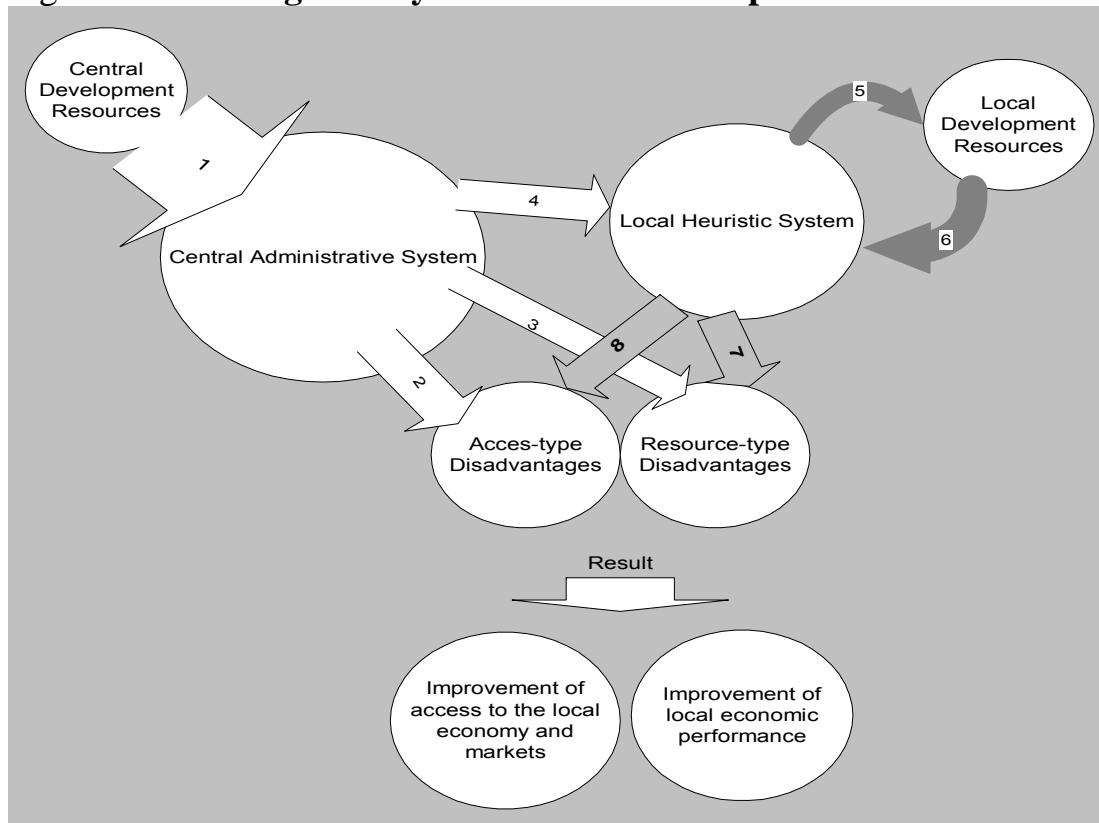 Central
Development
Resources
1
Central Administrative System
4
Local Heuristic System
5
Local
Development
Resources
6
3
2
8
7
Acces-type
Disadvantages
Resource-type
Disadvantages
Result
Improvement of
access to the local
economy and
markets
Improvement of
local economic
performance